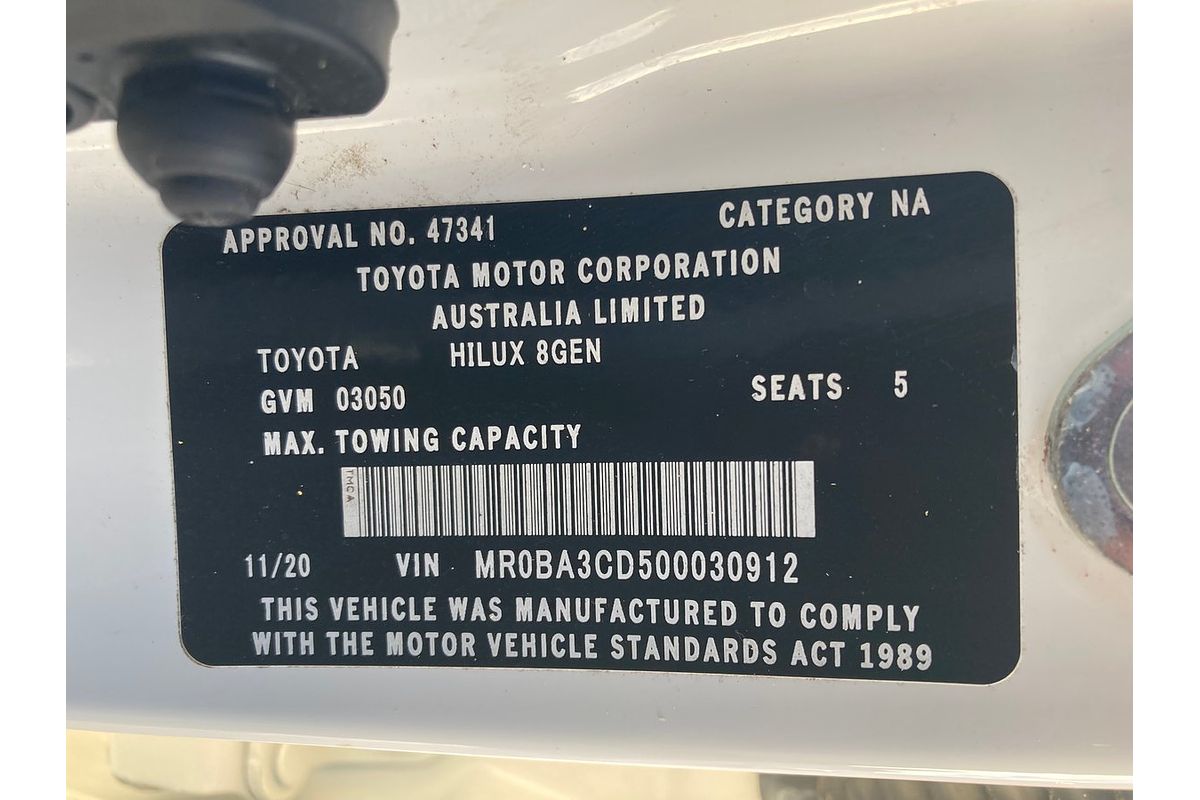 APPROVAL NO. 47341 CATEGORY NA
TOYOTA MOTOR CORPORATION
AUSTRALIA LIMITED
TOYOTA HILUX 8GEN
GVM 03050 SEATS 5
MAX. TOWING CAPACITY
TMCA
11/20 VIN MR0BA3CD500030912
THIS VEHICLE WAS MANUFACTURED TO COMPLY
WITH THE MOTOR VEHICLE STANDARDS ACT 1989